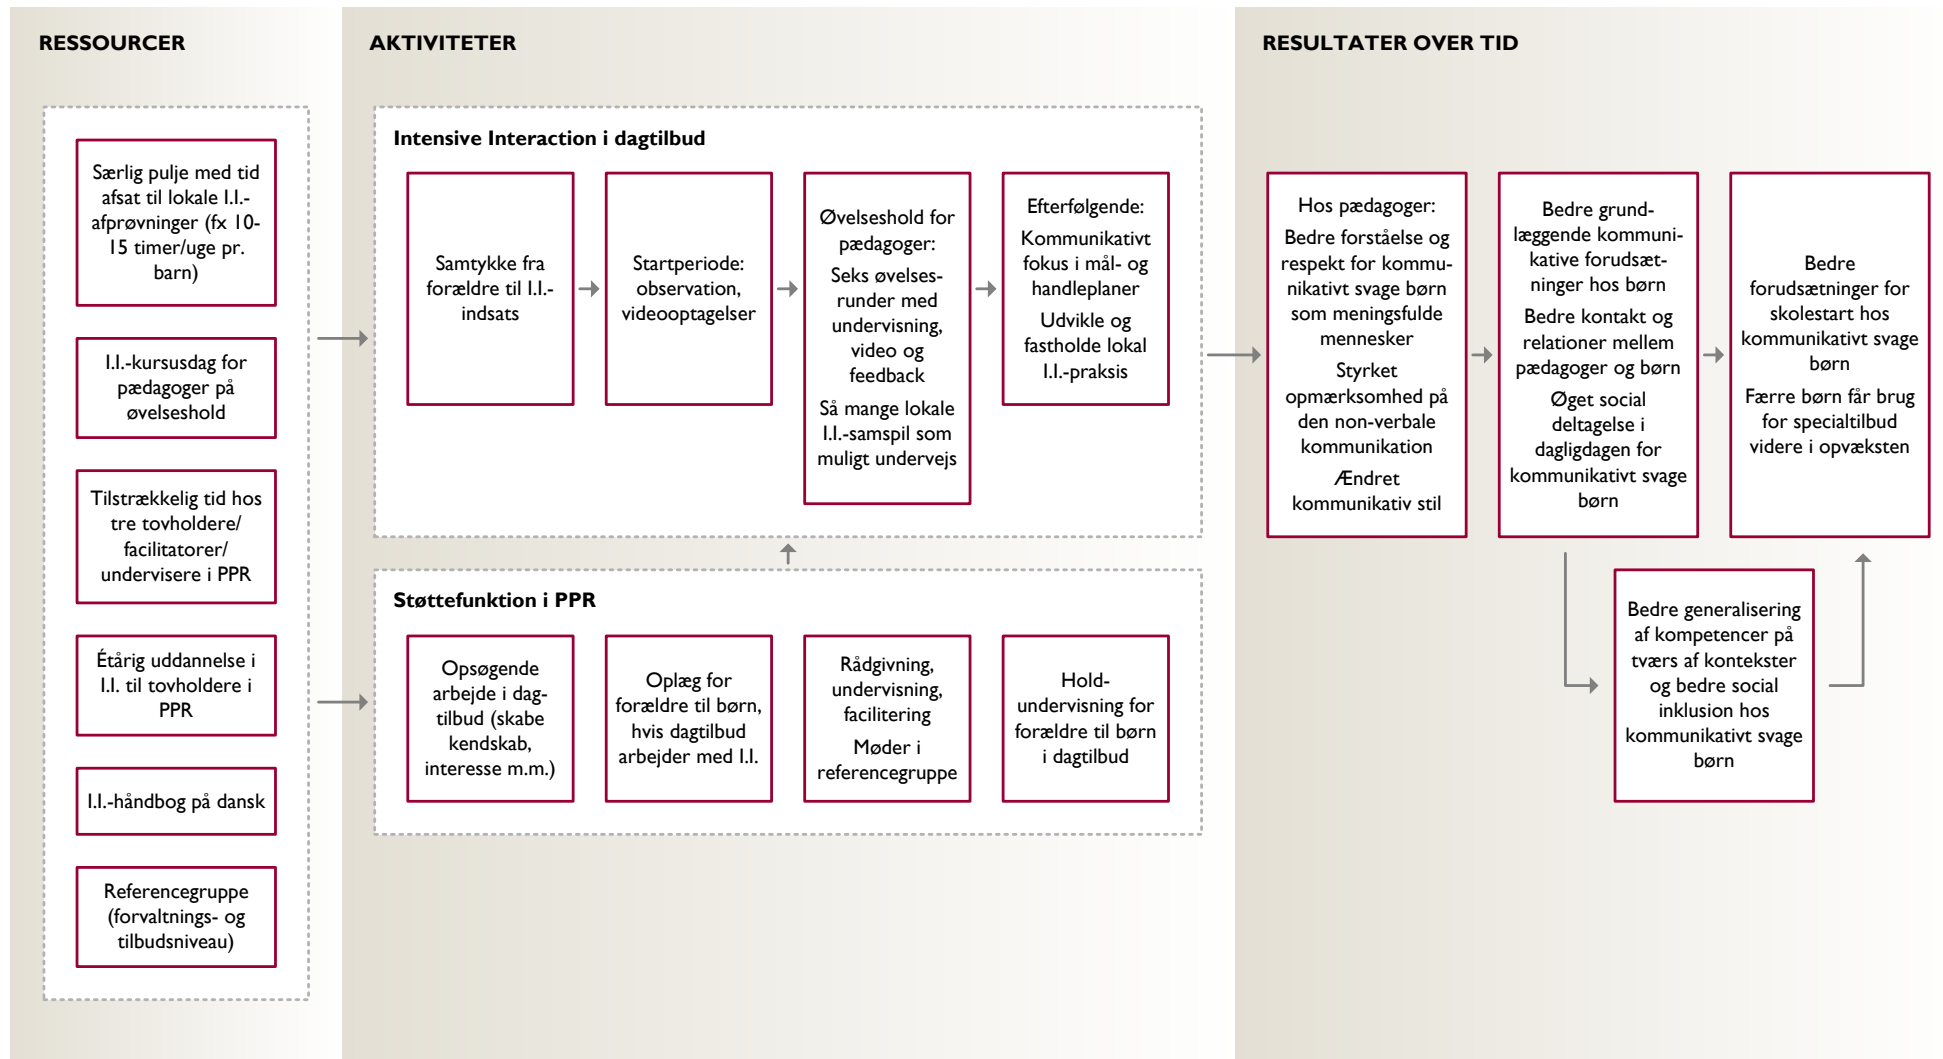 RESSOURCER
Særlig pulje med tid
afsat til lokale I.I.-
afprøvninger (fx 10-
15 timer/uge pr.
barn)
I.I.-kursusdag for
pædagoger på
øvelseshold
Tilstrækkelig tid hos
tre tovholdere/
facilitatorer/
undervisere i PPR
Étårig uddannelse i
I.I. til tovholdere i
PPR
I.I.-håndbog på dansk
Referencegruppe
(forvaltnings- og
tilbudsniveau)
AKTIVITETER
Intensive Interaction i dagtilbud
Samtykke fra
forældre til I.I.-
indsats
Startperiode:
observation,
videooptagelser
Øvelseshold for
pædagoger:
Seks øvelses-
runder med
undervisning,
video og
feedback
Så mange lokale
I.I.-samspil som
muligt undervejs
Efterfølgende:
Kommunikativt
fokus i mål- og
handleplaner
Udvikle og
fastholde lokal
I.I.-praksis
Støttefunktion i PPR
Opsøgende
arbejde i dag-
tilbud (skabe
kendskab,
interesse m.m.)
Oplæg for
forældre til børn,
hvis dagtilbud
arbejder med I.I.
Rådgivning,
undervisning,
facilitering
Møder i
referencegruppe
Hold-
undervisning for
forældre til børn
i dagtilbud
RESULTATER OVER TID
Hos pædagoger:
Bedre forståelse og
respekt for kommu-
nikativt svage børn
som meningsfulde
mennesker
Styrket
opmærksomhed på
den non-verbale
kommunikation
Ændret
kommunikativ stil
Bedre grund-
læggende kommuni-
kative forudsæt-
ninger hos børn
Bedre kontakt og
relationer mellem
pædagoger og børn
Øget social
deltagelse i
dagligdagen for
kommunikativt svage
børn
Bedre
forudsætninger for
skolestart hos
kommunikativt svage
børn
Færre børn får brug
for specialtilbud
videre i opvæksten
Bedre generalisering
af kompetencer på
tværs af kontekster
og bedre social
inklusion hos
kommunikativt svage
børn